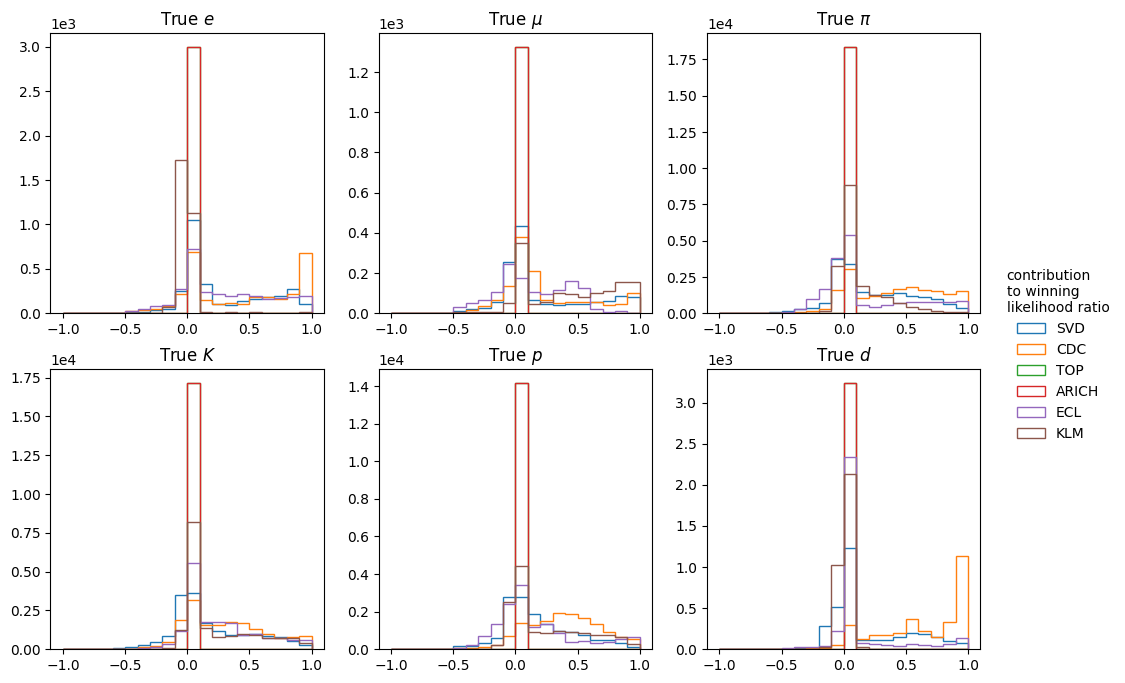 True e
1e3
3.0
2.5
2.0
1.5
1.0
0.5
0.0
−1.0 −0.5 0.0 0.5 1.0
True μ
1e3
1.2
1.0
0.8
0.6
0.4
0.2
0.0
−1.0 −0.5 0.0 0.5 1.0
True π
1e4
1.75
1.50
1.25
1.00
0.75
0.50
0.25
0.00
−1.0 −0.5 0.0 0.5 1.0
True K
1e4
1.75
1.50
1.25
1.00
0.75
0.50
0.25
0.00
−1.0 −0.5 0.0 0.5 1.0
True p
1e4
1.4
1.2
1.0
0.8
0.6
0.4
0.2
0.0
−1.0 −0.5 0.0 0.5 1.0
True d
1e3
3.0
2.5
2.0
1.5
1.0
0.5
0.0
−1.0 −0.5 0.0 0.5 1.0
contribution
to winning
likelihood ratio
SVD
CDC
TOP
ARICH
ECL
KLM